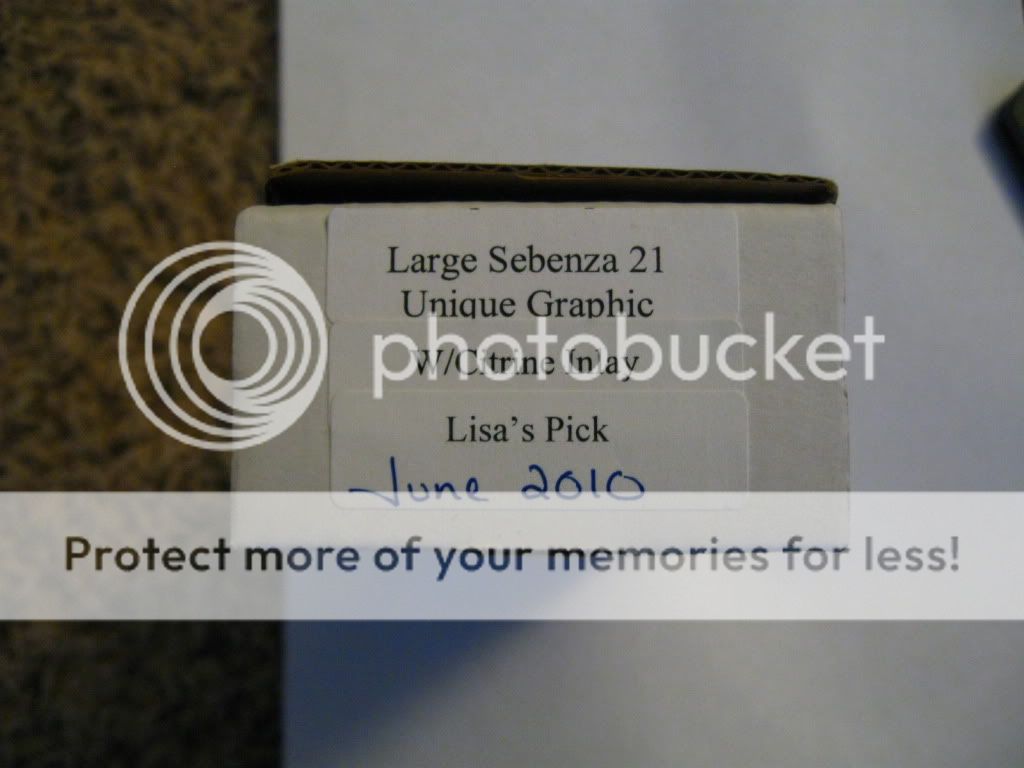 Large Sebenza 21
Unique Graphic
W/Citrine Inlay
photobucket
Lisa's Pick
June 2010
Protect more of your memories for less!